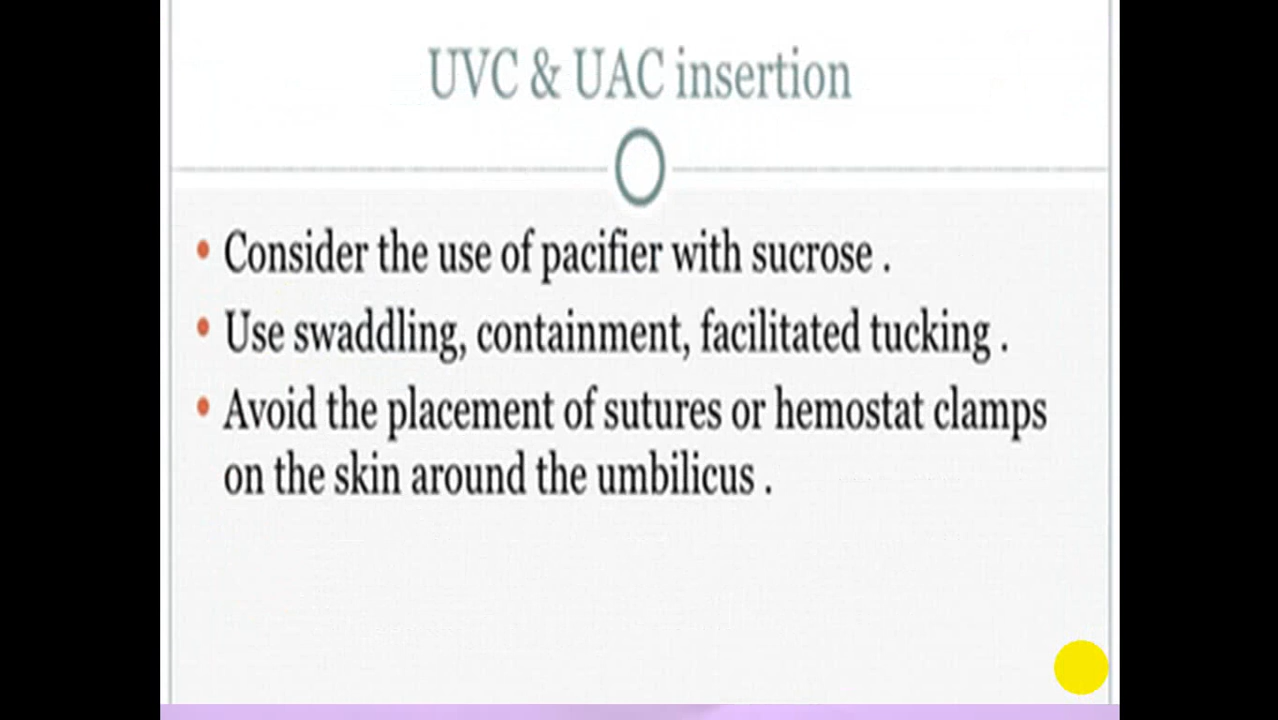 UVC & UAC insertion
• Consider the use of pacifier with sucrose .
• Use swaddling, containment, facilitated tucking .
• Avoid the placement of sutures or hemostat clamps
on the skin around the umbilicus .